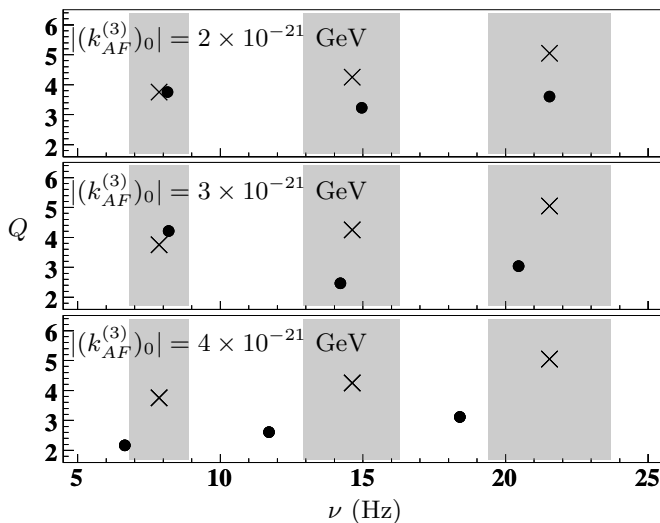 6
|(k_{AF}^{(3)})_0| = 2 × 10^{-21} GeV
5
4
3
2
6
|(k_{AF}^{(3)})_0| = 3 × 10^{-21} GeV
5
Q
4
3
2
6
|(k_{AF}^{(3)})_0| = 4 × 10^{-21} GeV
5
4
3
2
5 10 15 20 25
ν (Hz)